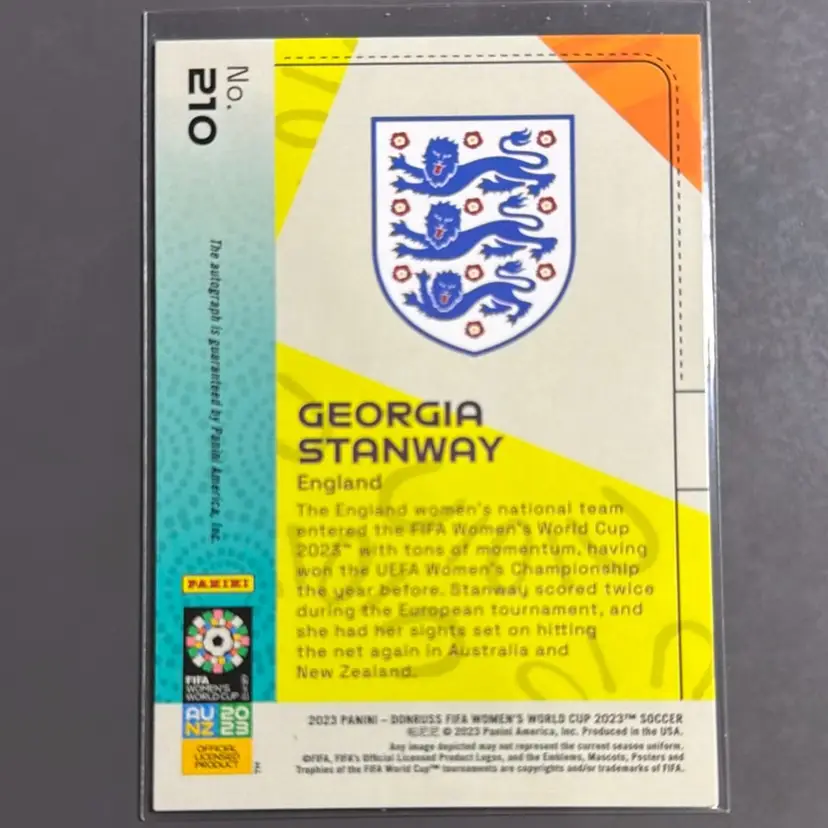 No.
210
The autograph is guaranteed by Panini America, Inc.
GEORGIA
STANWAY
England
The England women's national team
entered the FIFA Women's World Cup
2023™ with tons of momentum, having
won the UEFA Women's Championship
the year before. Stanway scored twice
during the European tournament, and
she had her sights set on hitting
the net again in Australia and
New Zealand.
PANINI
FIFA
WOMEN'S
WORLD CUP
AU 20
NZ 23
OFFICIAL
LICENSED
PRODUCT
TM
2023 PANINI – DONRUSS FIFA WOMEN'S WORLD CUP 2023™ SOCCER
© 2023 Panini America, Inc. Produced in the USA.
Any image depicted may not represent the current season uniform.
©FIFA, FIFA's Official Licensed Product Logos, and the Emblems, Mascots, Posters and
Trophies of the FIFA World Cup™ tournaments are copyrights and/or trademarks of FIFA.